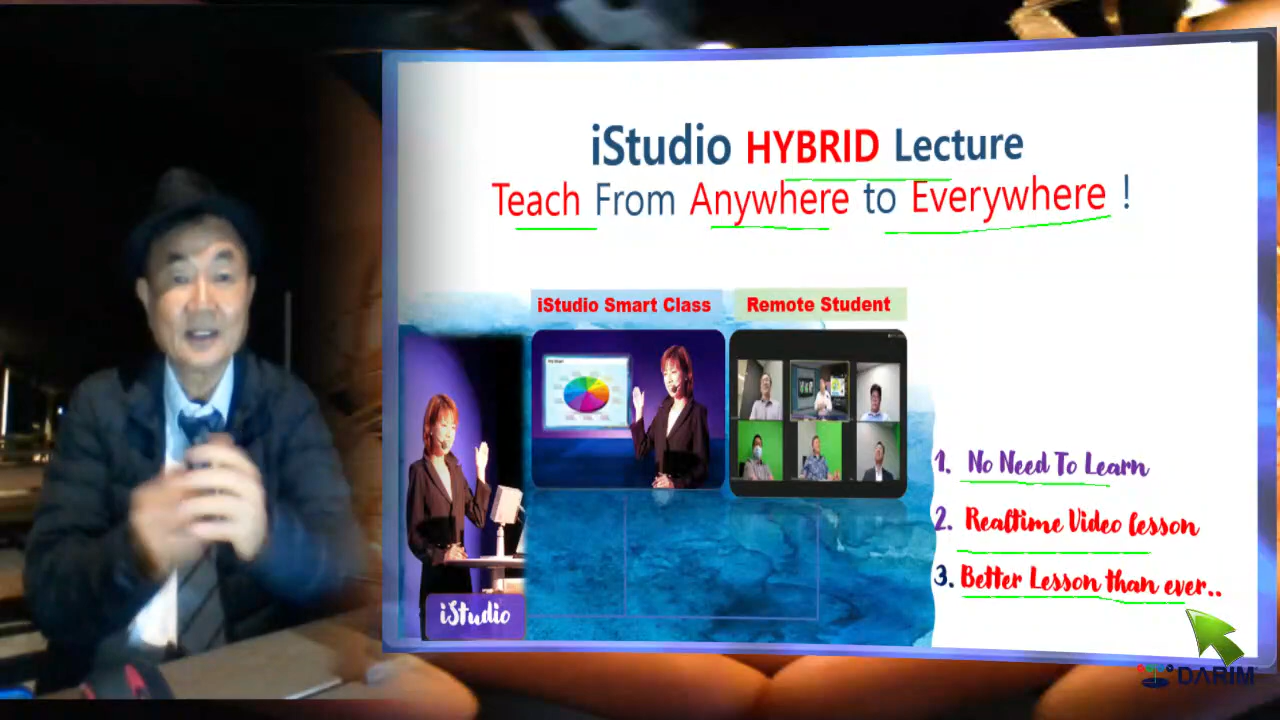 iStudio HYBRID Lecture
Teach From Anywhere to Everywhere !
iStudio Smart Class
Remote Student
1. No Need To Learn
2. Realtime Video lesson
3. Better Lesson than ever..
iStudio
DARIM